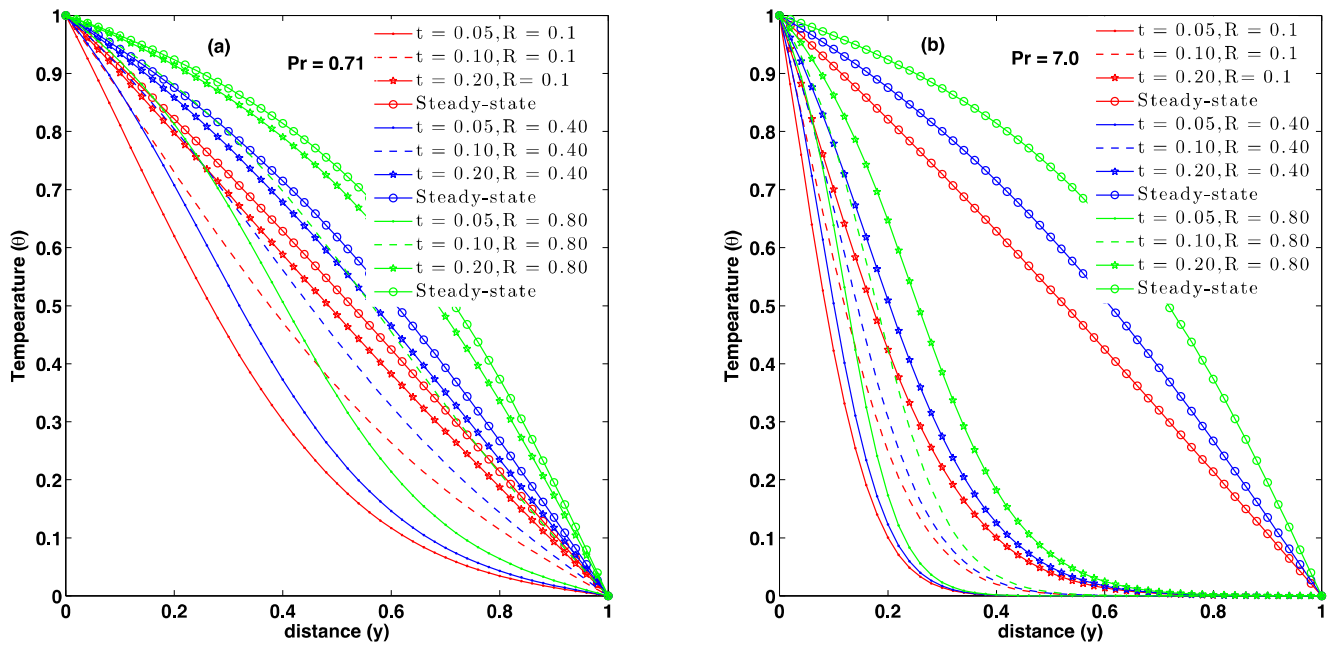 (a)
Pr = 0.71
t = 0.05, R = 0.1
t = 0.10, R = 0.1
t = 0.20, R= 0.1
Steady-state
t = 0.05, R = 0.40
t = 0.10, R = 0.40
t = 0.20, R = 0.40
Steady-state
t = 0.05, R = 0.80
t = 0.10, R = 0.80
t = 0.20, R = 0.80
Steady-state
Tempearature (θ)
1
0.9
0.8
0.7
0.6
0.5
0.4
0.3
0.2
0.1
0
0 0.2 0.4 0.6 0.8 1
distance (y)
(b)
Pr = 7.0
t = 0.05, R = 0.1
t = 0.10, R = 0.1
t = 0.20, R= 0.1
Steady-state
t = 0.05, R = 0.40
t = 0.10, R = 0.40
t = 0.20, R = 0.40
Steady-state
t = 0.05, R = 0.80
t = 0.10, R = 0.80
t = 0.20, R = 0.80
Steady-state
Tempearature (θ)
1
0.9
0.8
0.7
0.6
0.5
0.4
0.3
0.2
0.1
0
0 0.2 0.4 0.6 0.8 1
distance (y)